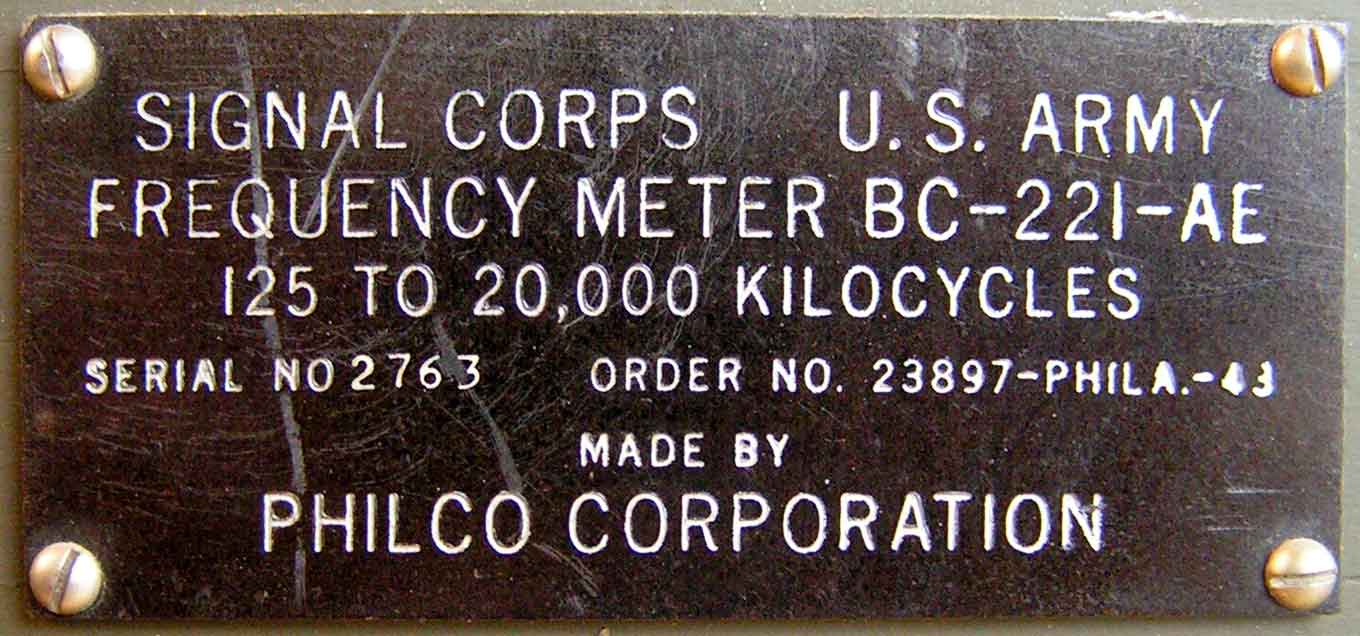 SIGNAL CORPS U.S. ARMY
FREQUENCY METER BC-221-AE
125 TO 20,000 KILOCYCLES
SERIAL NO 2763 ORDER NO. 23897-PHILA.-43
MADE BY
PHILCO CORPORATION